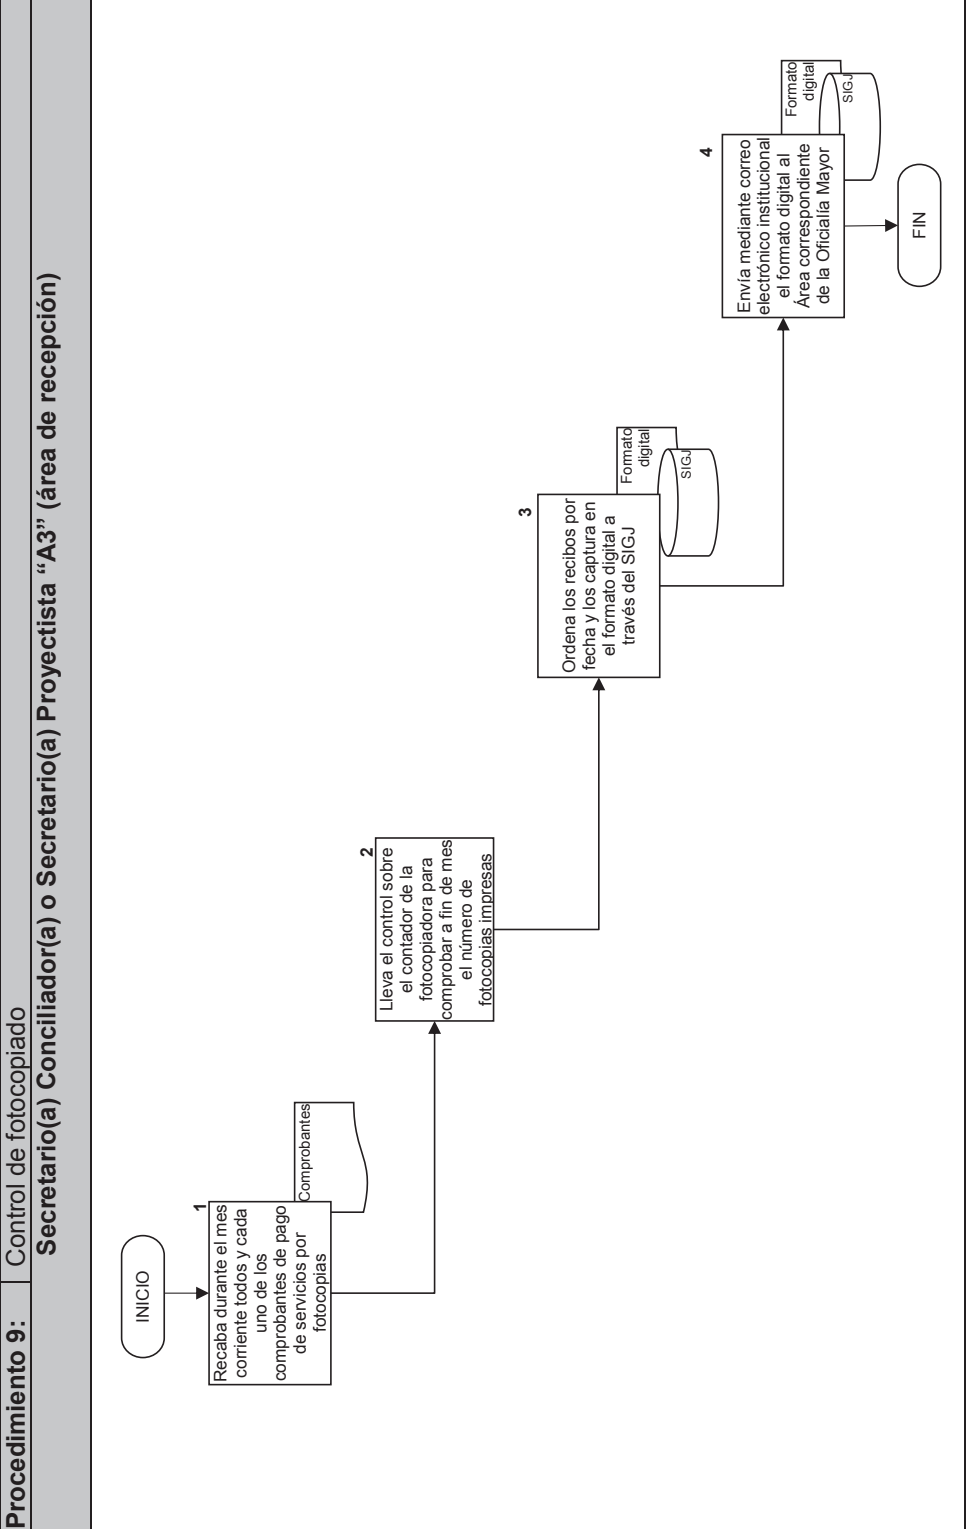 Procedimiento 9: Control de fotocopiado
Secretario(a) Conciliador(a) o Secretario(a) Proyectista “A3” (área de recepción)
INICIO
1
Recaba durante el mes
corriente todos y cada
uno de los
comprobantes de pago
de servicios por
fotocopias
Comprobantes
2
Lleva el control sobre
el contador de la
fotocopiadora para
comprobar a fin de mes
el número de
fotocopias impresas
3
Ordena los recibos por
fecha y los captura en
el formato digital a
través del SIGJ
Formato
digital
SIGJ
4
Envía mediante correo
electrónico institucional
el formato digital al
Área correspondiente
de la Oficialía Mayor
Formato
digital
SIGJ
FIN